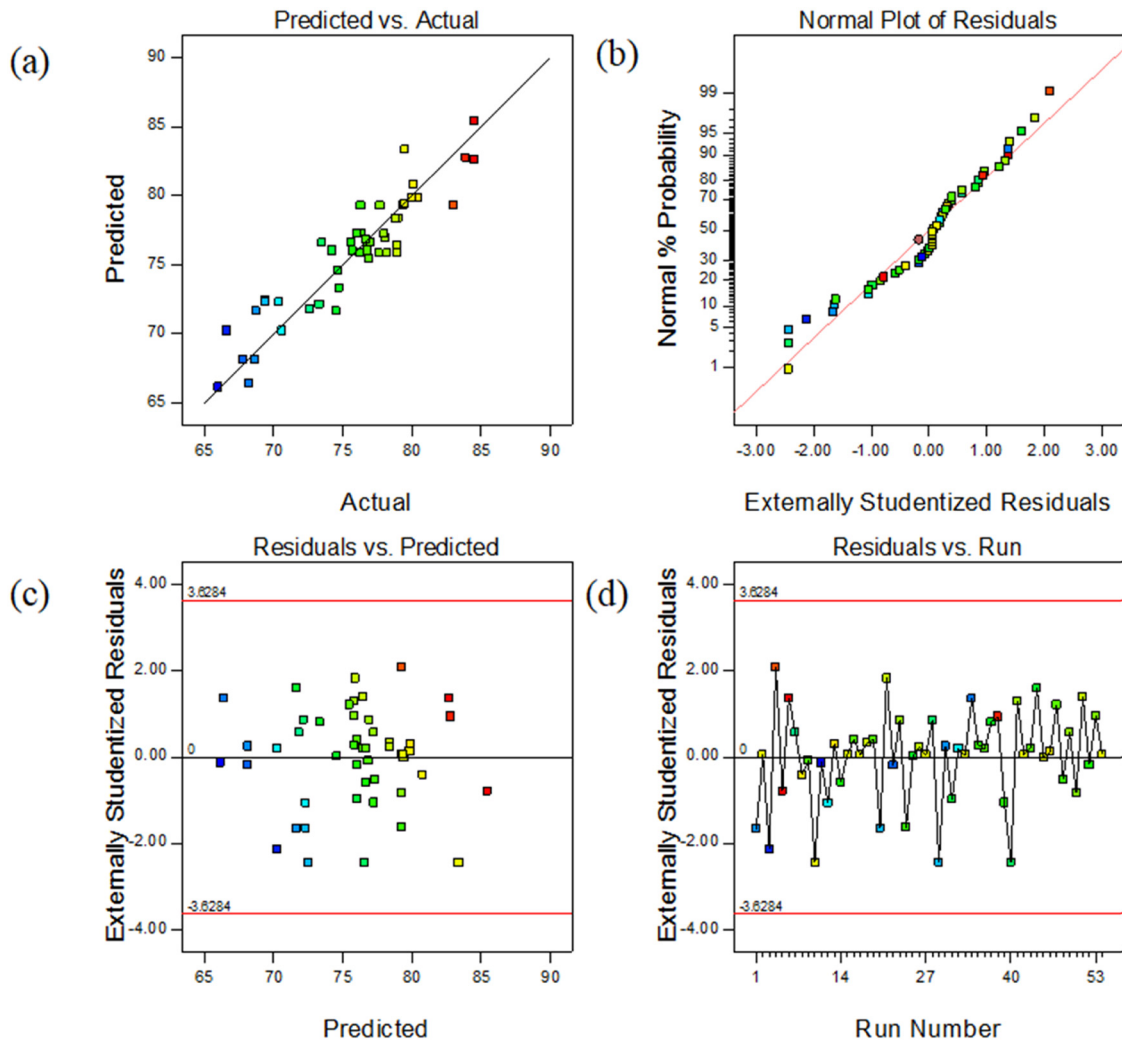 (a)
Predicted vs. Actual
Predicted
90
85
80
75
70
65
65 70 75 80 85 90
Actual
(b)
Normal Plot of Residuals
Normal % Probability
99
95
90
80
70
50
30
20
10
5
1
-3.00 -2.00 -1.00 0.00 1.00 2.00 3.00
Externally Studentized Residuals
(c)
Residuals vs. Predicted
Externally Studentized Residuals
4.00
3.6284
2.00
0.00
0
-2.00
-3.6284
-4.00
65 70 75 80 85 90
Predicted
(d)
Residuals vs. Run
Externally Studentized Residuals
4.00
3.6284
2.00
0.00
0
-2.00
-3.6284
-4.00
1 14 27 40 53
Run Number